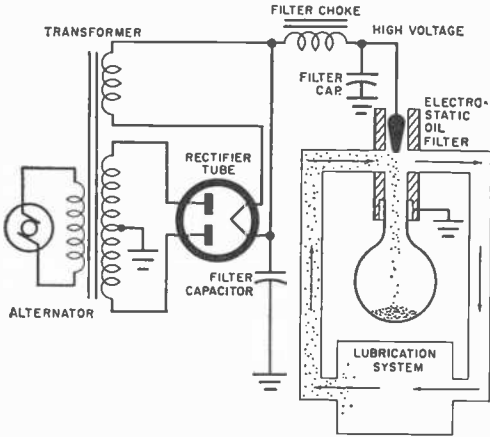 FILTER CHOKE
TRANSFORMER
HIGH VOLTAGE
FILTER
CAP.
ELECTRO-
STATIC
OIL
FILTER
RECTIFIER
TUBE
FILTER
CAPACITOR
ALTERNATOR
LUBRICATION
SYSTEM